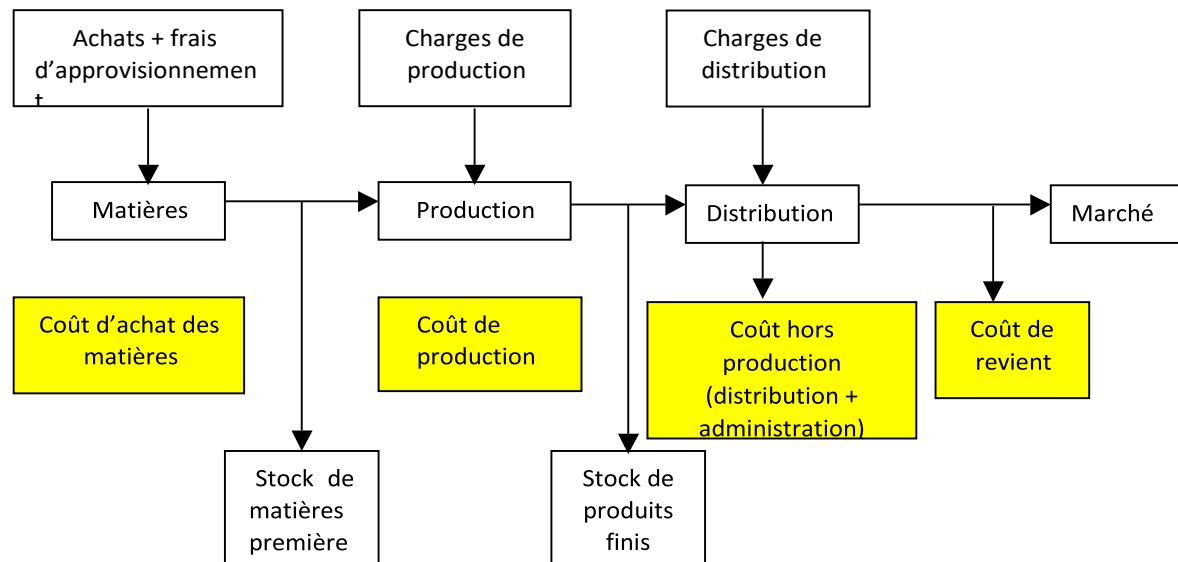 Achats + frais
d’approvisionnemen
t
Charges de
production
Charges de
distribution
Matières
Production
Distribution
Marché
Coût d’achat des
matières
Coût de
production
Coût hors
production
(distribution +
administration)
Coût de
revient
Stock de
matières
première
Stock de
produits
finis